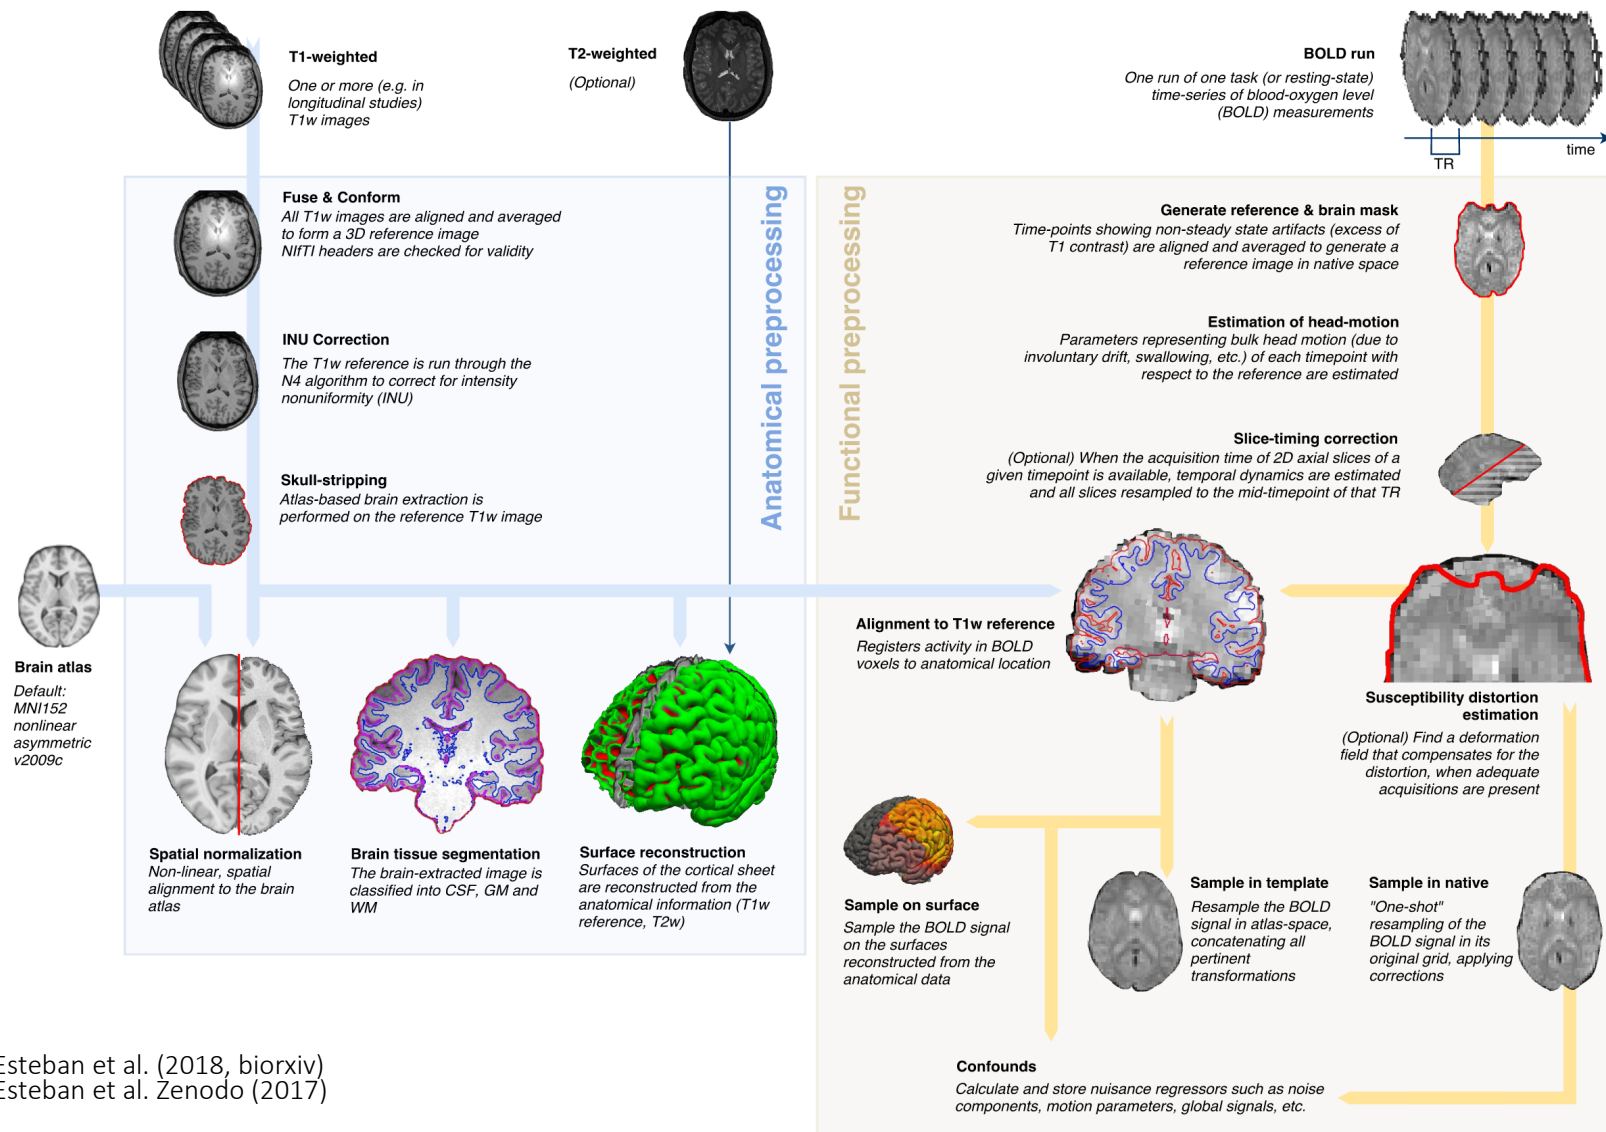 T1-weighted
One or more (e.g. in
longitudinal studies)
T1w images
T2-weighted
(Optional)
BOLD run
One run of one task (or resting-state)
time-series of blood-oxygen level
(BOLD) measurements
time
TR
Anatomical preprocessing
Fuse & Conform
All T1w images are aligned and averaged
to form a 3D reference image
NIfTI headers are checked for validity
INU Correction
The T1w reference is run through the
N4 algorithm to correct for intensity
nonuniformity (INU)
Skull-stripping
Atlas-based brain extraction is
performed on the reference T1w image
Brain atlas
Default:
MNI152
nonlinear
asymmetric
v2009c
Spatial normalization
Non-linear, spatial
alignment to the brain
atlas
Brain tissue segmentation
The brain-extracted image is
classified into CSF, GM and
WM
Surface reconstruction
Surfaces of the cortical sheet
are reconstructed from the
anatomical information (T1w
reference, T2w)
Functional preprocessing
Generate reference & brain mask
Time-points showing non-steady state artifacts (excess of
T1 contrast) are aligned and averaged to generate a
reference image in native space
Estimation of head-motion
Parameters representing bulk head motion (due to
involuntary drift, swallowing, etc.) of each timepoint with
respect to the reference are estimated
Slice-timing correction
(Optional) When the acquisition time of 2D axial slices of a
given timepoint is available, temporal dynamics are estimated
and all slices resampled to the mid-timepoint of that TR
Alignment to T1w reference
Registers activity in BOLD
voxels to anatomical location
Susceptibility distortion
estimation
(Optional) Find a deformation
field that compensates for the
distortion, when adequate
acquisitions are present
Sample on surface
Sample the BOLD signal
on the surfaces
reconstructed from the
anatomical data
Sample in template
Resample the BOLD
signal in atlas-space,
concatenating all
pertinent
transformations
Sample in native
"One-shot"
resampling of the
BOLD signal in its
original grid, applying
corrections
Confounds
Calculate and store nuisance regressors such as noise
components, motion parameters, global signals, etc.
Esteban et al. (2018, biorxiv)
Esteban et al. Zenodo (2017)